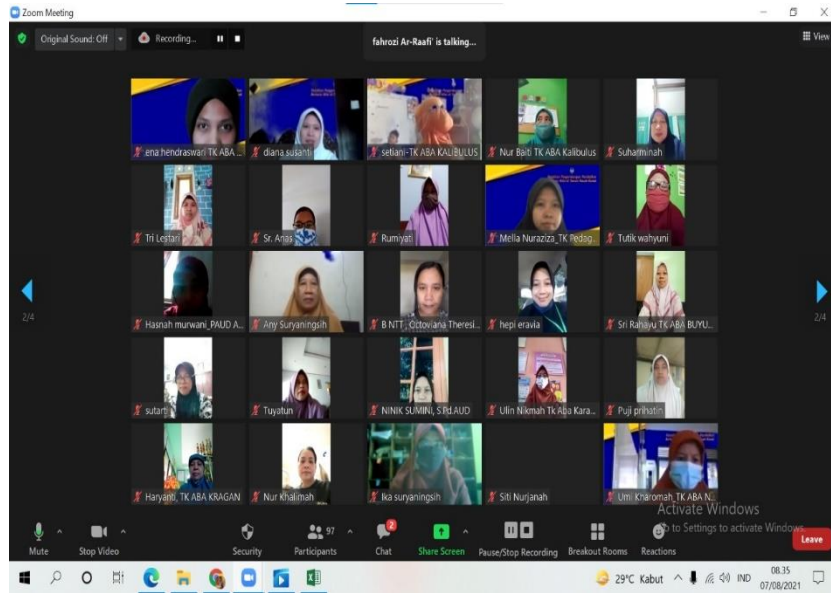 Zoom Meeting
Original Sound: Off
Recording...
fahrozi Ar-Raafi' is talking...
View
ena hendraswari TK ABA ...
diana susanti
setiani-TK ABA KALIBULUS
Nur Baiti TK ABA Kalibulus
Suharminah
Tri Lestari
Sr. Anas
Rumiyati
Mella Nuraziza_TK Pedag...
Tutik wahyuni
2/4
2/4
Hasnah murwani_PAUD A...
Any Suryaningsih
B NTT_Octoviana Theresi...
hepi eravia
Sri Rahayu TK ABA BUYU...
sutarti
Tuyatun
NINIK SUMINI, S.Pd.AUD
Ulin Nikmah Tk Aba Kara...
Puji prihatin
Haryanti, TK ABA KRAGAN
Nur Khalimah
Ika suryaningsih
Siti Nurjanah
Umi Kharomah_TK ABA N...
Activate Windows
Go to Settings to activate Windows.
Mute
Stop Video
Security
Participants
97
Chat
2
Share Screen
Pause/Stop Recording
Breakout Rooms
Reactions
Leave
29°C Kabut
IND
08.35
07/08/2021